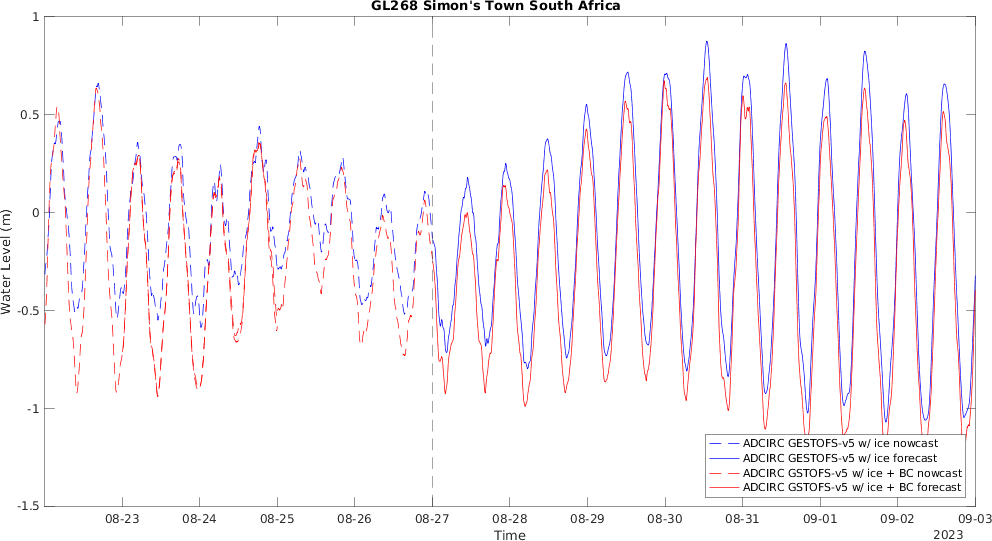 GL268 Simon's Town South Africa
1
0.5
0
-0.5
-1
-1.5
Water Level (m)
ADCIRC GESTOFS-v5 w/ ice nowcast
ADCIRC GESTOFS-v5 w/ ice forecast
ADCIRC GSTOFS-v5 w/ ice + BC nowcast
ADCIRC GSTOFS-v5 w/ ice + BC forecast
08-23 08-24 08-25 08-26 08-27 08-28 08-29 08-30 08-31 09-01 09-02 09-03
Time
2023